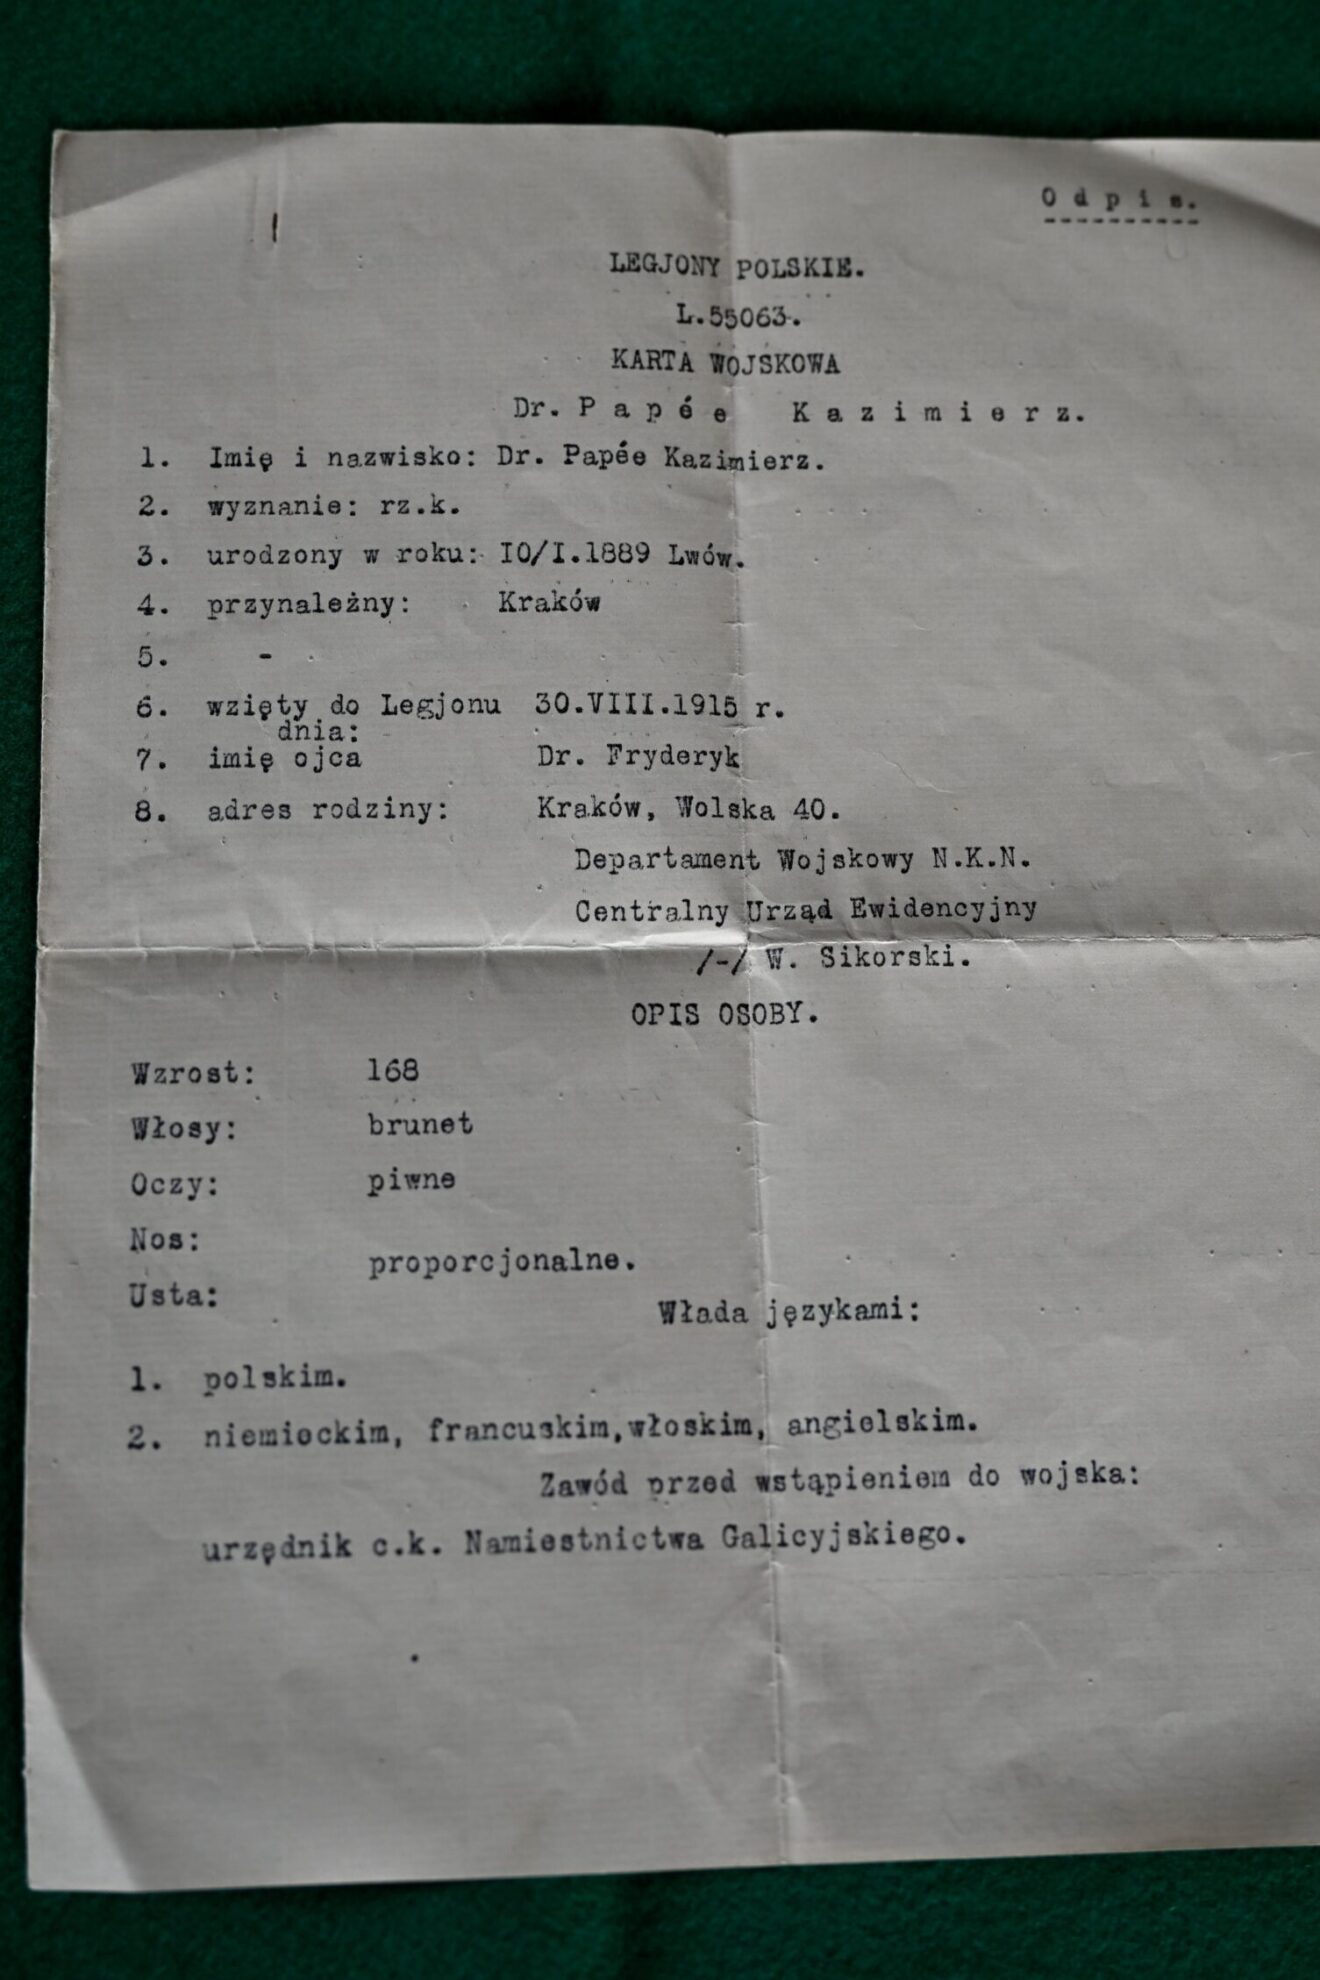 Odpis.
LEGJONY POLSKIE.
L.55063.
KARTA WOJSKOWA
Dr. Papée Kazimierz.
1. Imię i nazwisko: Dr. Papée Kazimierz.
2. wyznanie: rz.k.
3. urodzony w roku: IO/I.1889 Lwów.
4. przynależny: Kraków
5. -
6. wzięty do Legjonu 30.VIII.1915 r.
dnia:
7. imię ojca Dr. Fryderyk
8. adres rodziny: Kraków, Wolska 40.
Departament Wojskowy N.K.N.
Centralny Urząd Ewidencyjny
/-/ W. Sikorski.
OPIS OSOBY.
Wzrost: 168
Włosy: brunet
Oczy: piwne
Nos:
proporcjonalne.
Usta:
Włada językami:
1. polskim.
2. niemieckim, francuskim,włoskim, angielskim.
Zawód przed wstąpieniem do wojska:
urzędnik c.k. Namiestnictwa Galicyjskiego.